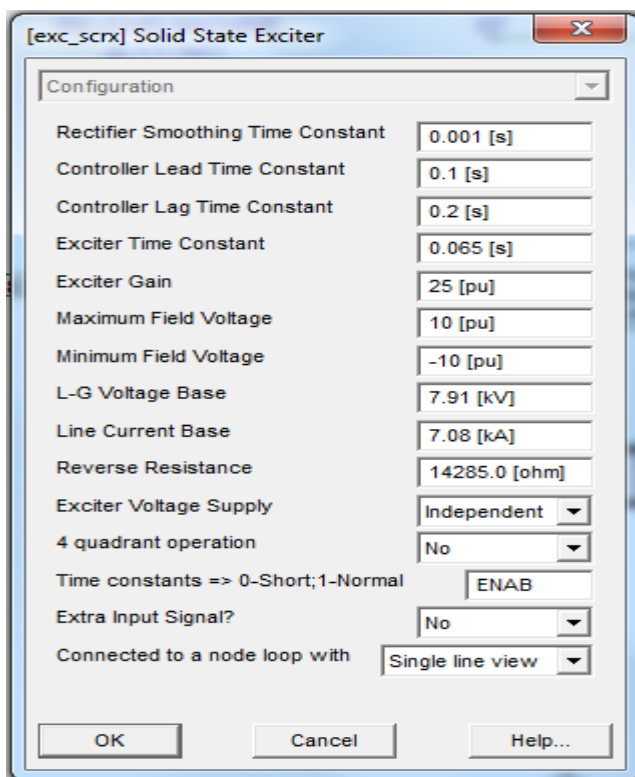 [exc_scrx] Solid State Exciter
Configuration
Rectifier Smoothing Time Constant 0.001 [s]
Controller Lead Time Constant 0.1 [s]
Controller Lag Time Constant 0.2 [s]
Exciter Time Constant 0.065 [s]
Exciter Gain 25 [pu]
Maximum Field Voltage 10 [pu]
Minimum Field Voltage -10 [pu]
L-G Voltage Base 7.91 [kV]
Line Current Base 7.08 [kA]
Reverse Resistance 14285.0 [ohm]
Exciter Voltage Supply Independent
4 quadrant operation No
Time constants => 0-Short;1-Normal ENAB
Extra Input Signal? No
Connected to a node loop with Single line view
OK Cancel Help...